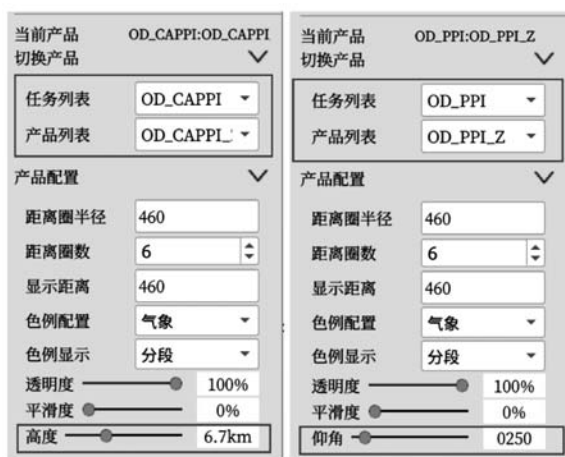 当前产品 OD_CAPPI:OD_CAPPI
切换产品
任务列表 OD_CAPPI
产品列表 OD_CAPPI_
产品配置
距离圈半径 460
距离圈数 6
显示距离 460
色例配置 气象
色例显示 分段
透明度 100%
平滑度 0%
高度 6.7km
当前产品 OD_PPI:OD_PPI_Z
切换产品
任务列表 OD_PPI
产品列表 OD_PPI_Z
产品配置
距离圈半径 460
距离圈数 6
显示距离 460
色例配置 气象
色例显示 分段
透明度 100%
平滑度 0%
仰角 0250